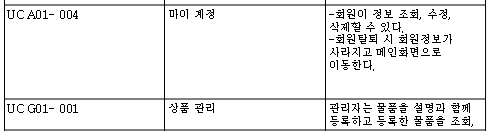 UC A01- 004
마이 계정
-회원이 정보 조회, 수정,
삭제할 수 있다.
-회원탈퇴 시 회원정보가
사라지고 메인화면으로
이동한다.
UC G01- 001
상품 관리
관리자는 물품을 설명과 함께
등록하고 등록한 물품을 조회,